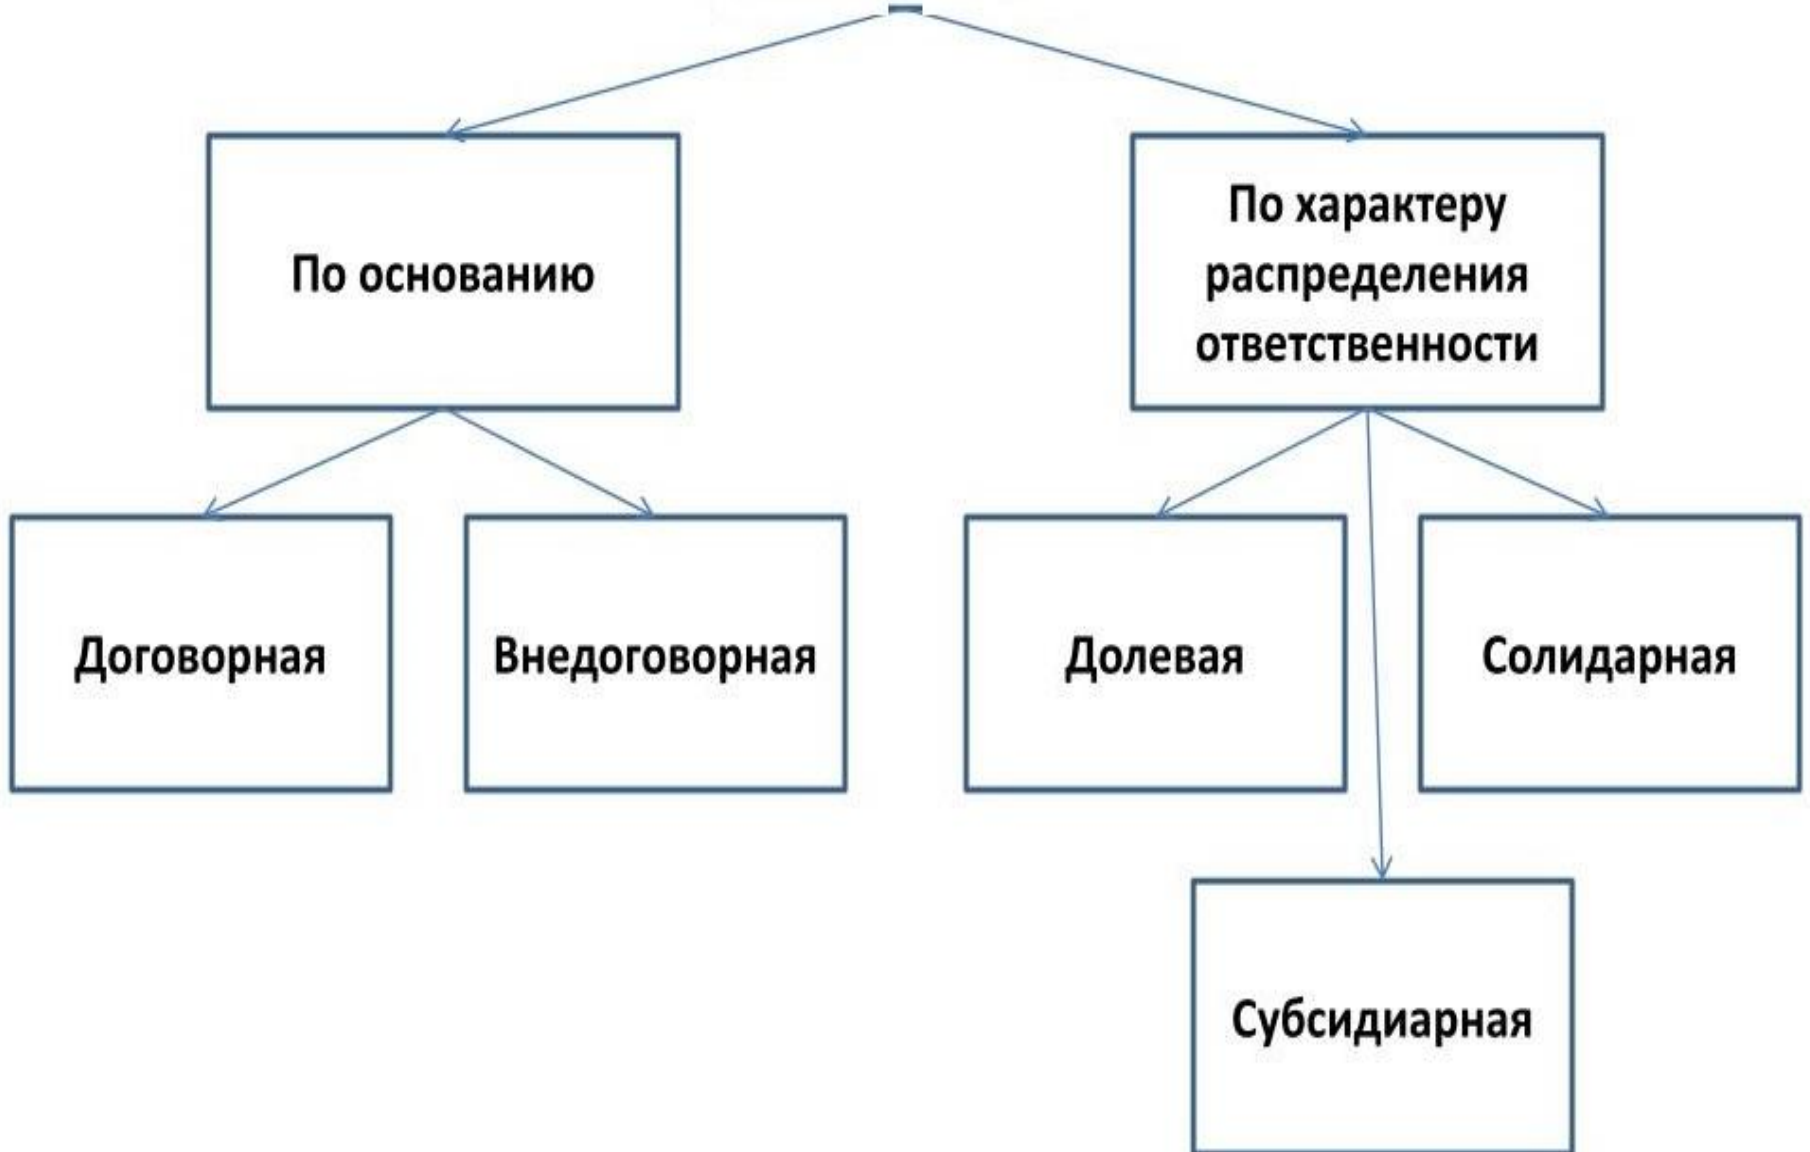 По основанию
По характеру
распределения
ответственности
Договорная
Внедоговорная
Долевая
Солидарная
Субсидиарная